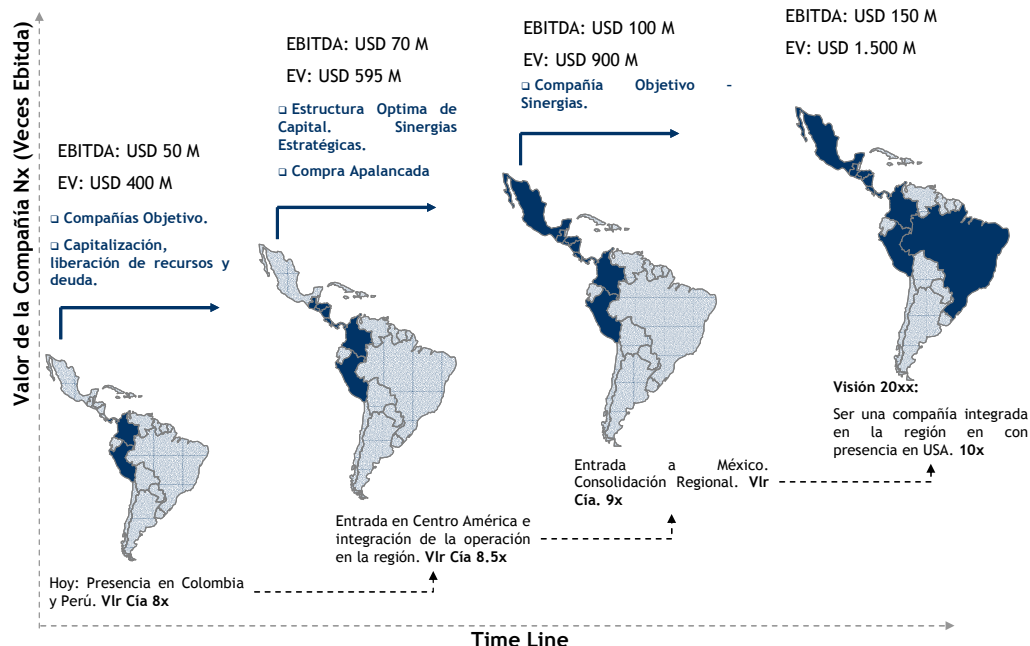 Valor de la Compañía Nx (Veces Ebitda)
EBITDA: USD 50 M
EV: USD 400 M
❑ Compañías Objetivo.
❑ Capitalización,
liberación de recursos y
deuda.
Hoy: Presencia en Colombia
y Perú. Vlr Cía 8x
EBITDA: USD 70 M
EV: USD 595 M
❑ Estructura Optima de
Capital. Sinergias
Estratégicas.
❑ Compra Apalancada
Entrada en Centro América e
integración de la operación
en la región. Vlr Cía 8.5x
EBITDA: USD 100 M
EV: USD 900 M
❑ Compañía Objetivo –
Sinergias.
Entrada a México.
Consolidación Regional. Vlr
Cía. 9x
EBITDA: USD 150 M
EV: USD 1.500 M
Visión 20xx:
Ser una compañía integrada
en la región en con
presencia en USA. 10x
Time Line